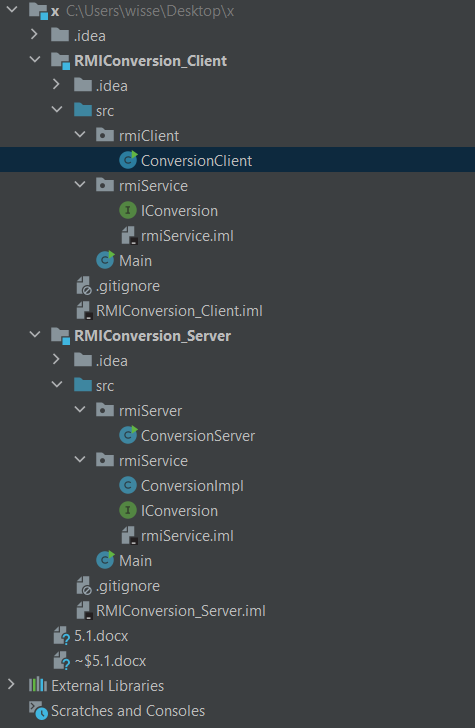 x C:\Users\wisse\Desktop\x
.idea
RMIConversion_Client
.idea
src
rmiClient
ConversionClient
rmiService
IConversion
rmiService.iml
Main
.gitignore
RMIConversion_Client.iml
RMIConversion_Server
.idea
src
rmiServer
ConversionServer
rmiService
ConversionImpl
IConversion
rmiService.iml
Main
.gitignore
RMIConversion_Server.iml
5.1.docx
~$5.1.docx
External Libraries
Scratches and Consoles